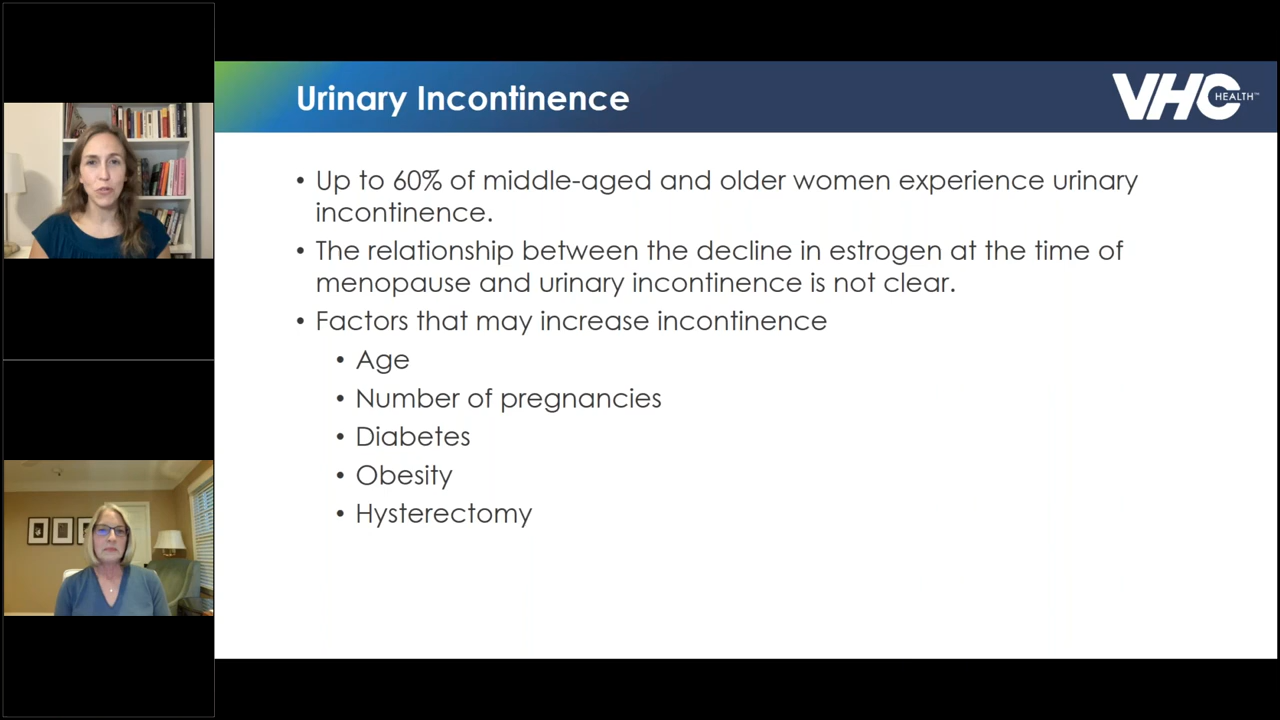 Urinary Incontinence
VHC
HEALTH™
• Up to 60% of middle-aged and older women experience urinary
incontinence.
• The relationship between the decline in estrogen at the time of
menopause and urinary incontinence is not clear.
• Factors that may increase incontinence
• Age
• Number of pregnancies
• Diabetes
• Obesity
• Hysterectomy